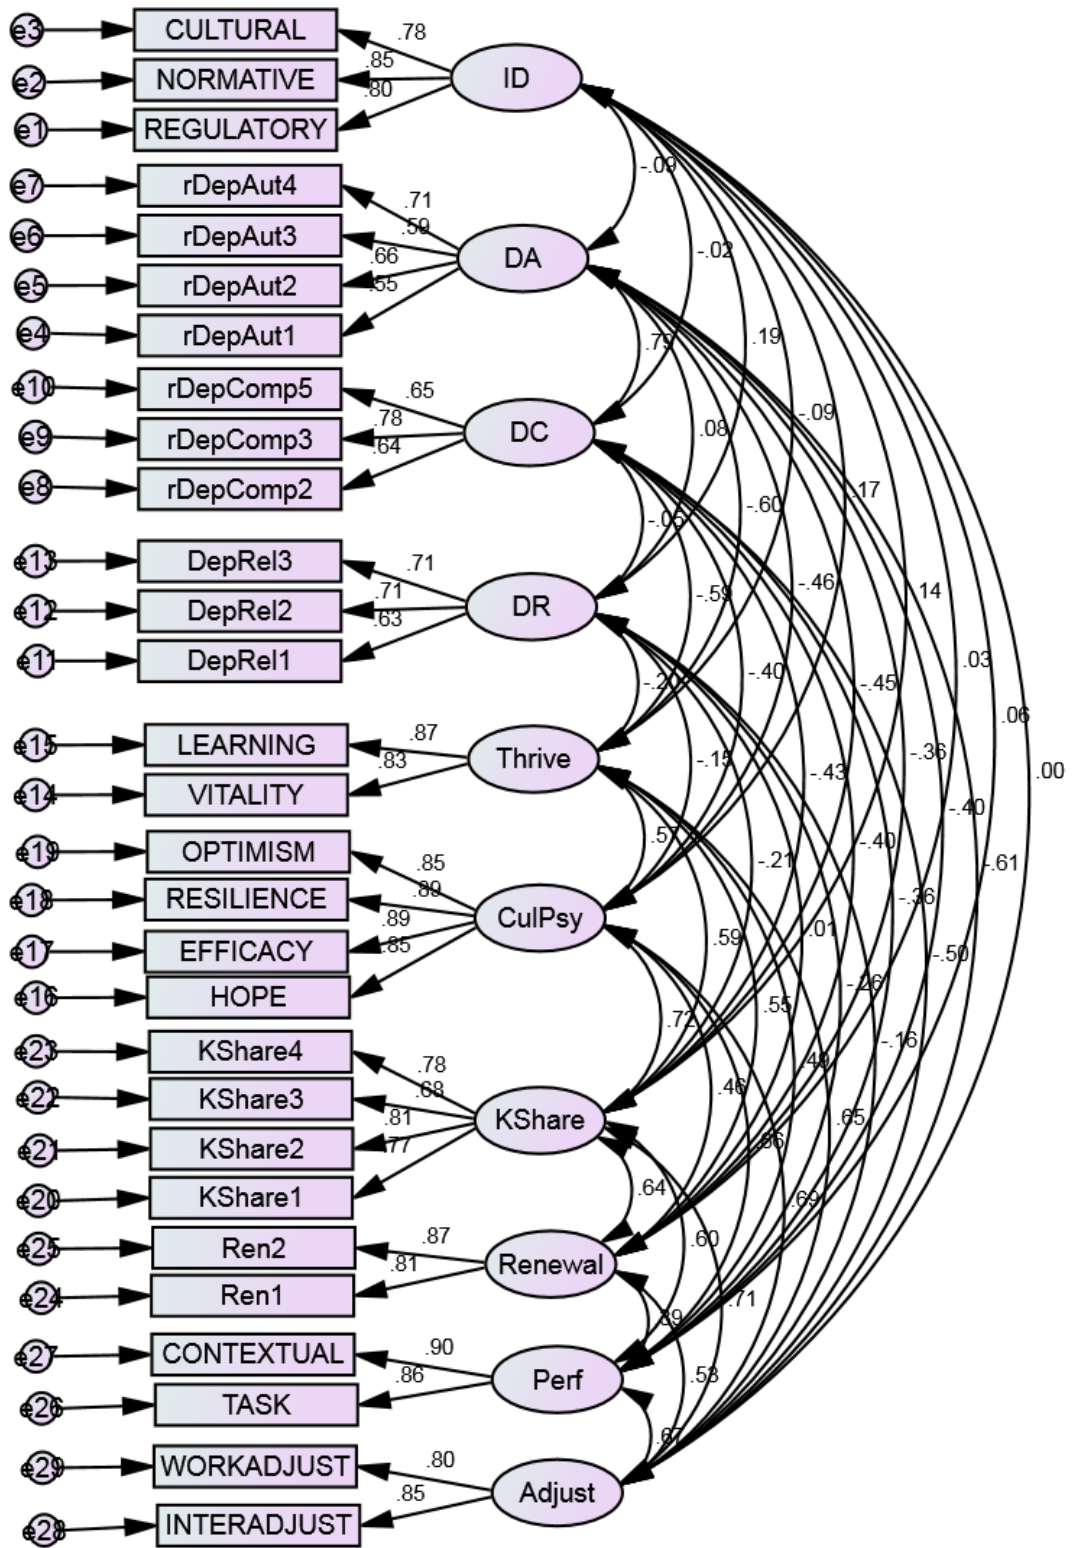 e3 CULTURAL .78
e2 NORMATIVE .85 ID
e1 REGULATORY .80
-.09
e7 rDepAut4 .71
e6 rDepAut3 .59
e5 rDepAut2 .66 DA -.02
e4 rDepAut1 .55
.79 .19
e10 rDepComp5 .65
e9 rDepComp3 .78 DC .08 -.09
e8 rDepComp2 .64
-.05 -.60 .17
e13 DepRel3 .71
e12 DepRel2 .71 DR -.59 -.46 14
e11 DepRel1 .63
-.40 -.45 .03
.06
e15 LEARNING .87
e14 VITALITY .83 Thrive -.15 -.43 -.36 .00
-.40
e19 OPTIMISM .85
.57 -.21 -.40 -.61
e18 RESILIENCE .89
e17 EFFICACY .89 CulPsy .59 .01 -.36 -.50
e16 HOPE .85
-.26
.72 .55 -.16
e23 KShare4 .78
e22 KShare3 .68 .46 .49
e21 KShare2 .81 KShare .65
e20 KShare1 .77
.64 .69
e25 Ren2 .87
e24 Ren1 .81 Renewal .60
.71
e27 CONTEXTUAL .90
e26 TASK .86 Perf .53
.67
e29 WORKADJUST .80
e28 INTERADJUST .85 Adjust